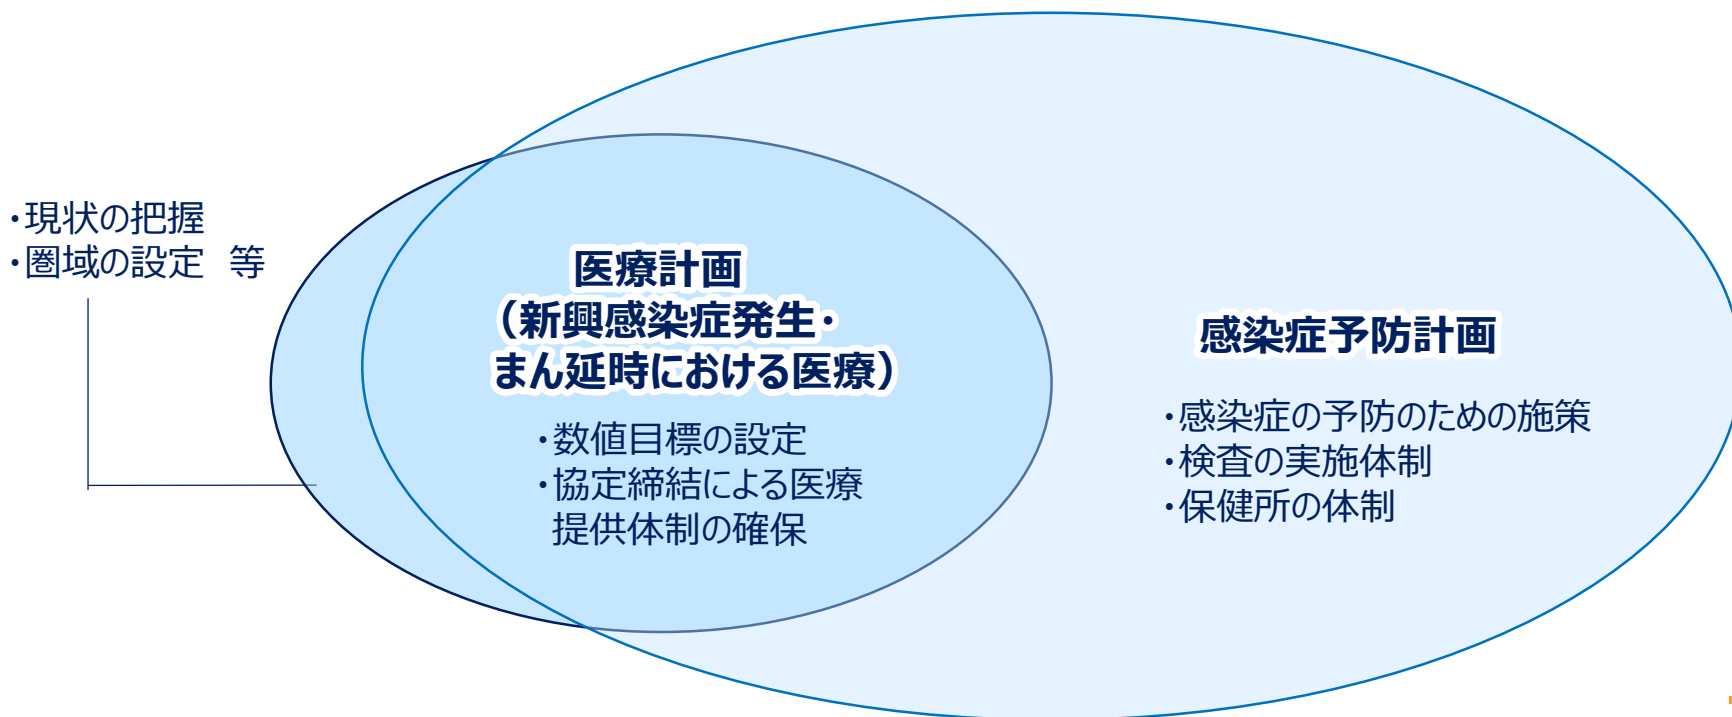 ・現状の把握
・圏域の設定　等
医療計画
（新興感染症発生・
まん延時における医療）
・数値目標の設定
・協定締結による医療
提供体制の確保
感染症予防計画
・感染症の予防のための施策
・検査の実施体制
・保健所の体制